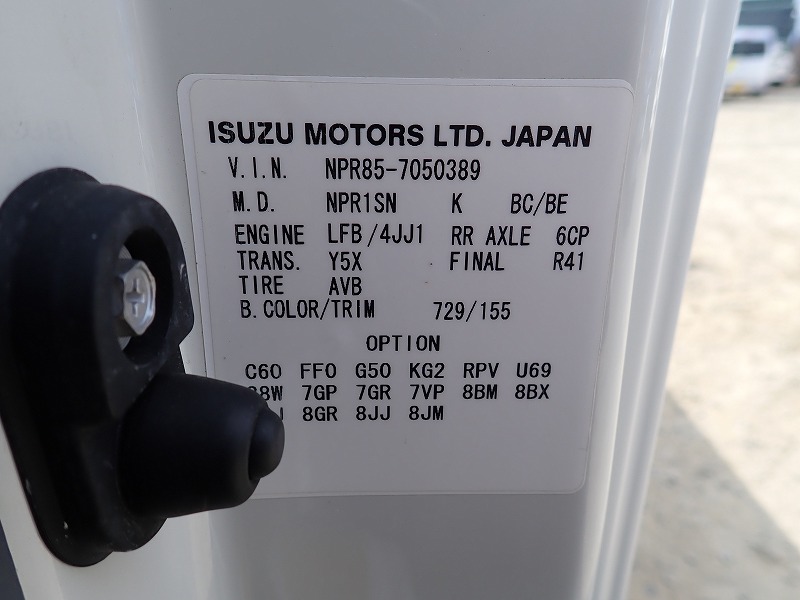 ISUZU MOTORS LTD. JAPAN
V.I.N. NPR85-7050389
M.D. NPR1SN K BC/BE
ENGINE LFB/4JJ1 RR AXLE 6CP
TRANS. Y5X FINAL R41
TIRE AVB
B.COLOR/TRIM 729/155
OPTION
C60 FF0 G50 KG2 RPV U69
7GP 7GR 7VP 8BM 8BX
8GR 8JJ 8JM